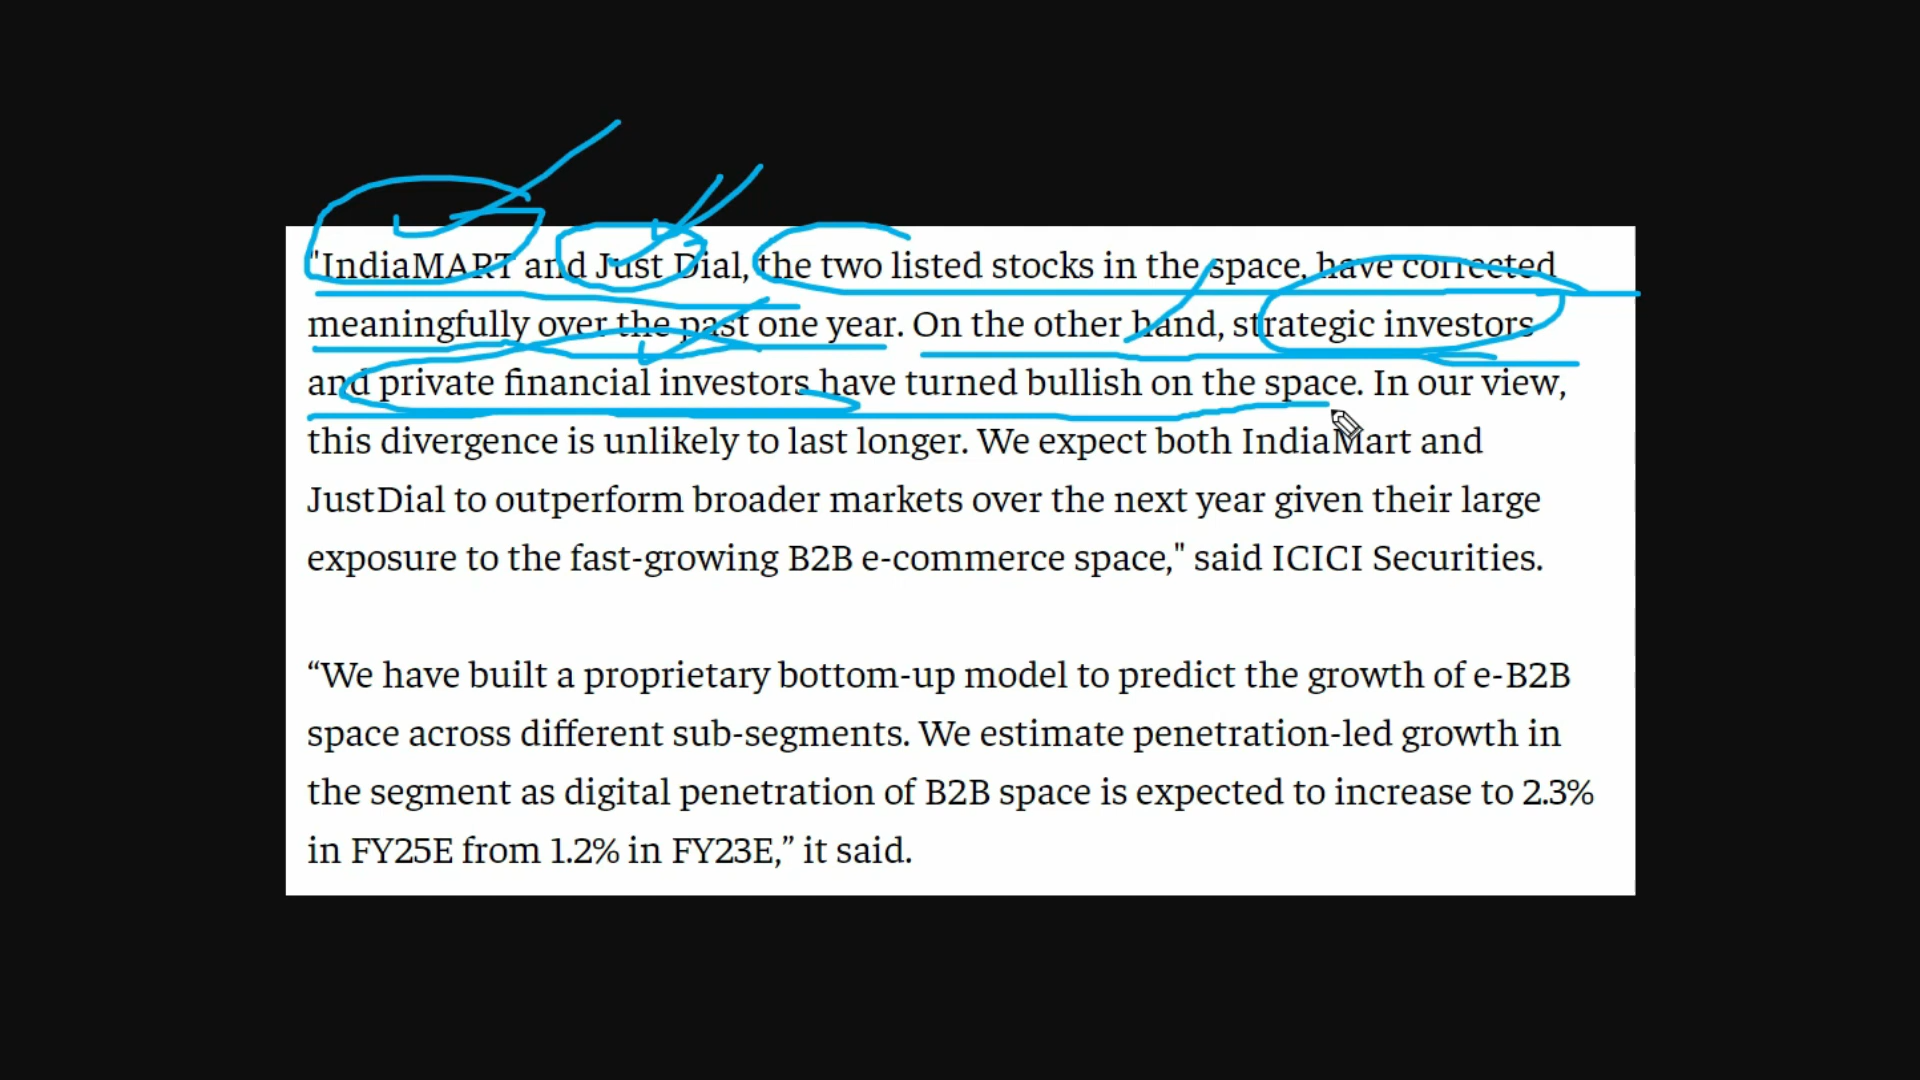 "IndiaMART and Just Dial, the two listed stocks in the space, have corrected
meaningfully over the past one year. On the other hand, strategic investors
and private financial investors have turned bullish on the space. In our view,
this divergence is unlikely to last longer. We expect both IndiaMart and
JustDial to outperform broader markets over the next year given their large
exposure to the fast-growing B2B e-commerce space," said ICICI Securities.
“We have built a proprietary bottom-up model to predict the growth of e-B2B
space across different sub-segments. We estimate penetration-led growth in
the segment as digital penetration of B2B space is expected to increase to 2.3%
in FY25E from 1.2% in FY23E,” it said.